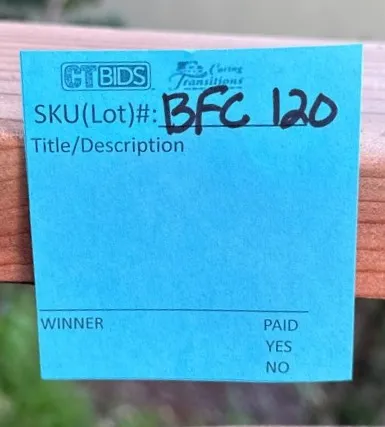 CTBIDS Caring Transitions
SKU(Lot)#: BFC 120
Title/Description
WINNER PAID
YES
NO